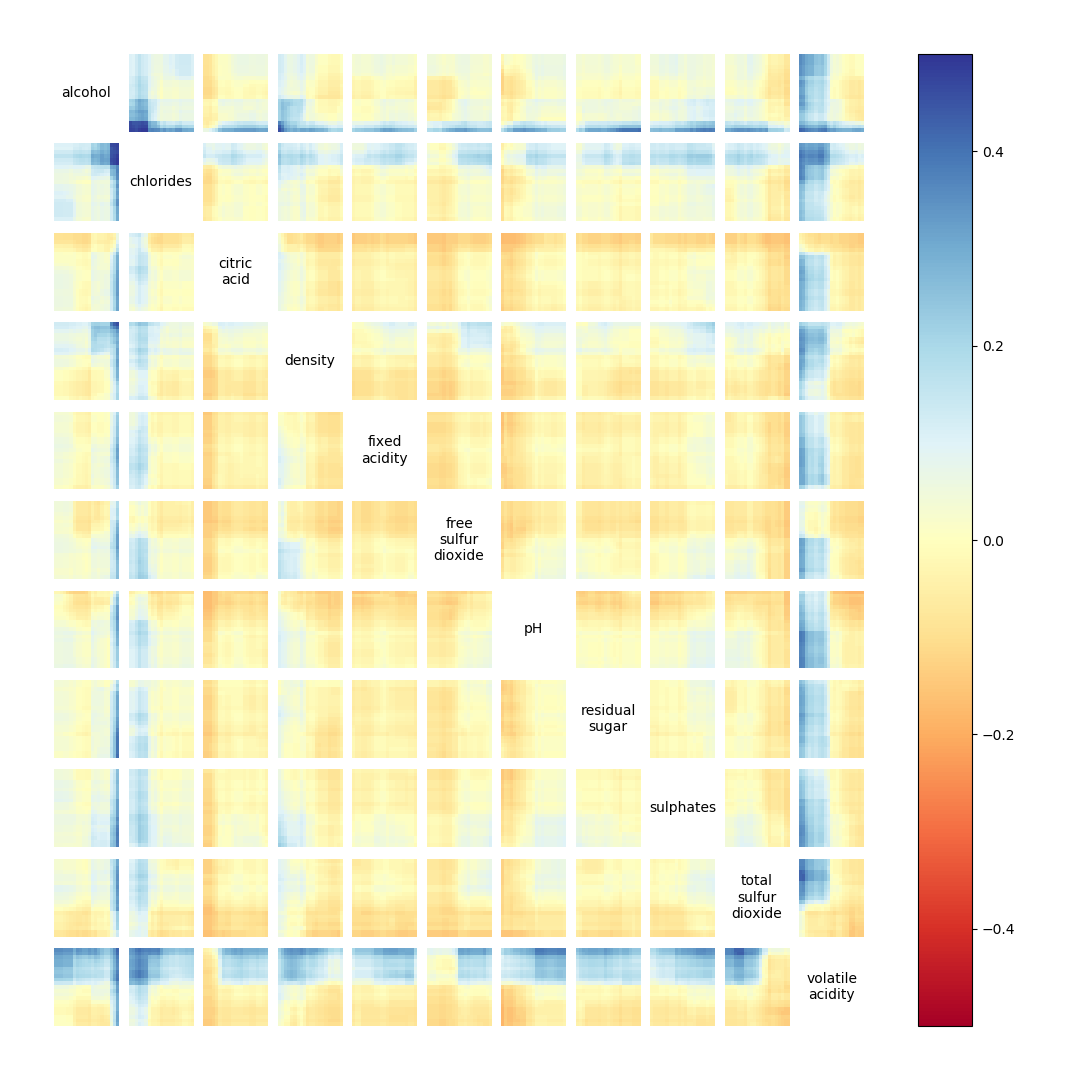 alcohol
chlorides
citric
acid
density
fixed
acidity
free
sulfur
dioxide
pH
residual
sugar
sulphates
total
sulfur
dioxide
volatile
acidity
0.4
0.2
0.0
−0.2
−0.4